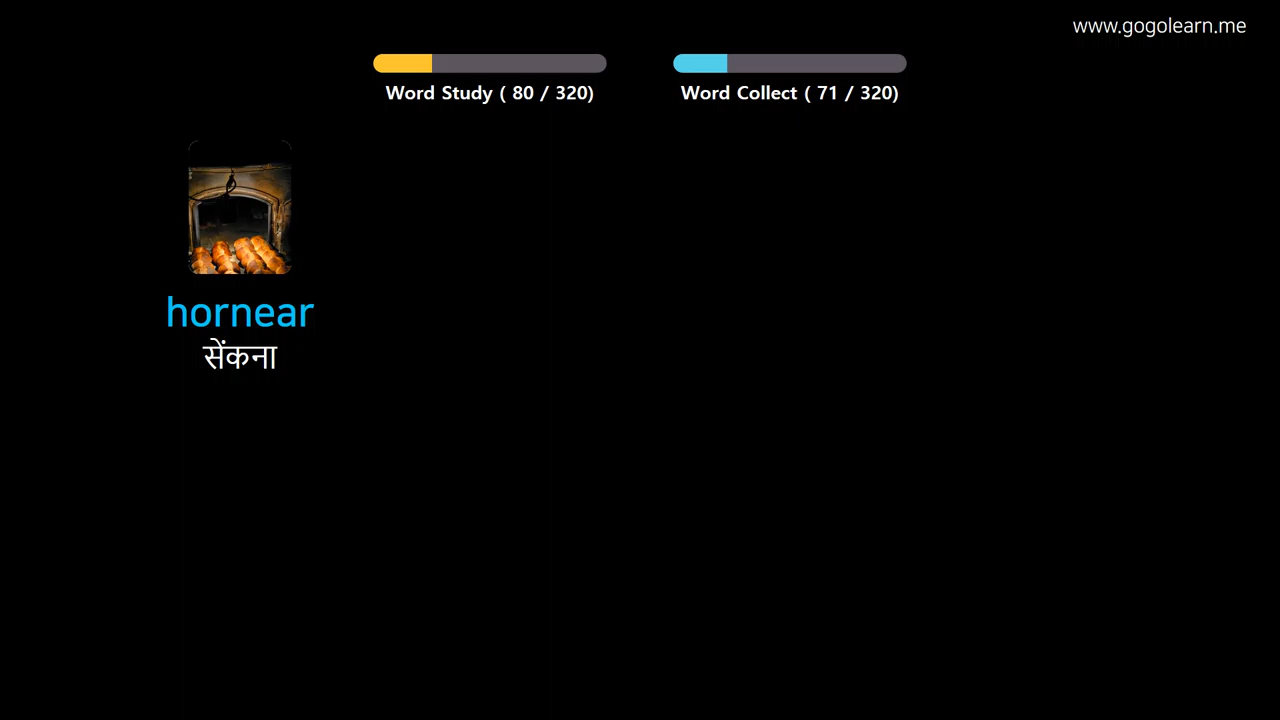 www.gogolearn.me
Word Study ( 80 / 320)
Word Collect ( 71 / 320)
hornear
सेंकना